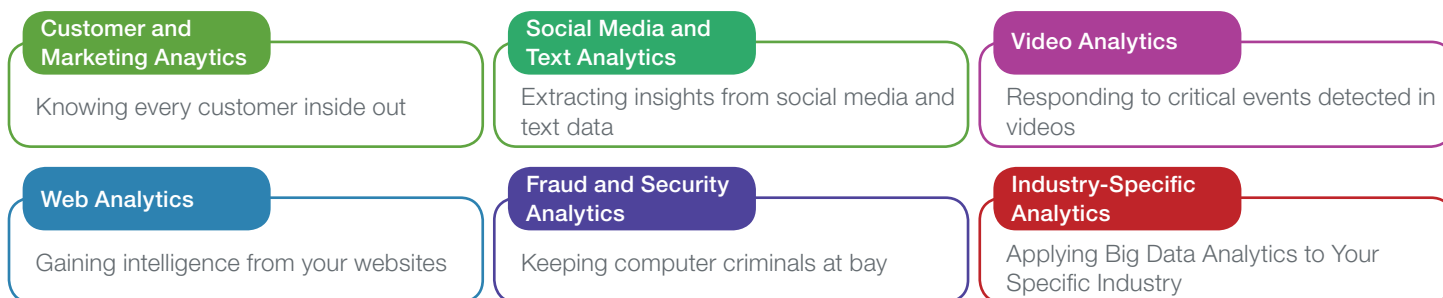 Customer and
Marketing Anaytics
Knowing every customer inside out
Social Media and
Text Analytics
Extracting insights from social media and
text data
Video Analytics
Responding to critical events detected in
videos
Web Analytics
Gaining intelligence from your websites
Fraud and Security
Analytics
Keeping computer criminals at bay
Industry-Specific
Analytics
Applying Big Data Analytics to Your
Specific Industry